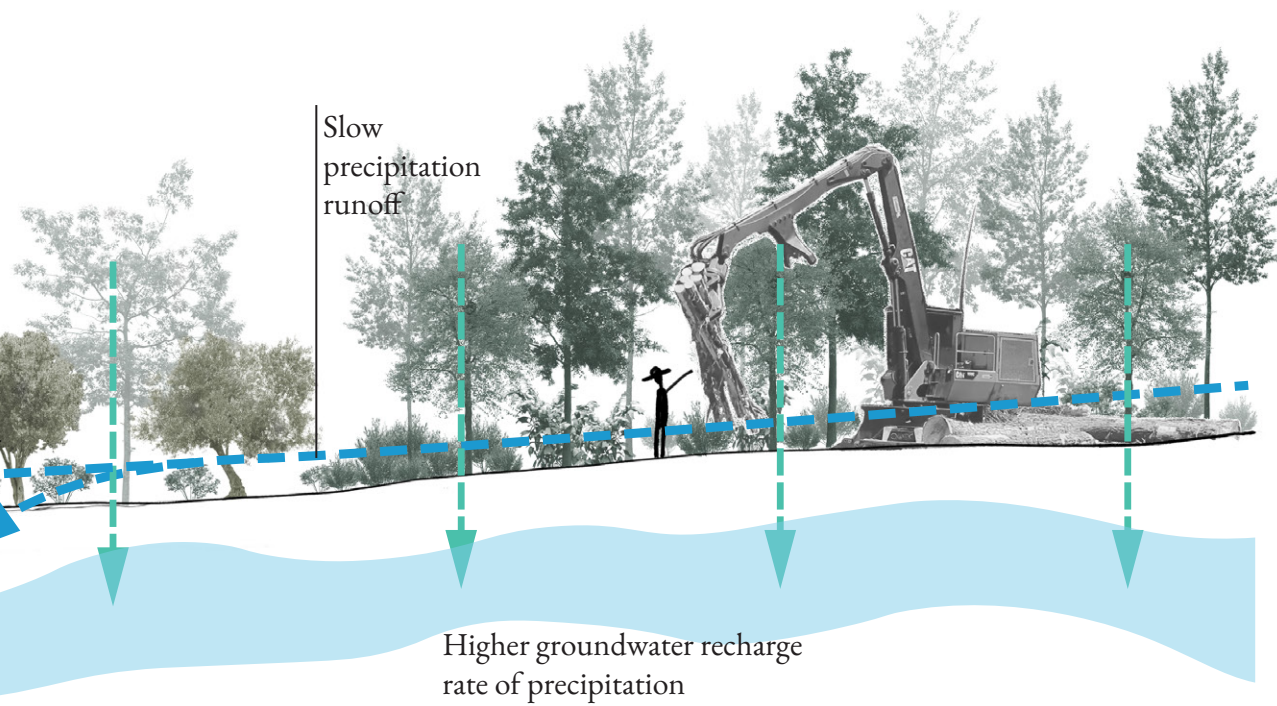 Slow
precipitation
runoff
CAT
Higher groundwater recharge
rate of precipitation